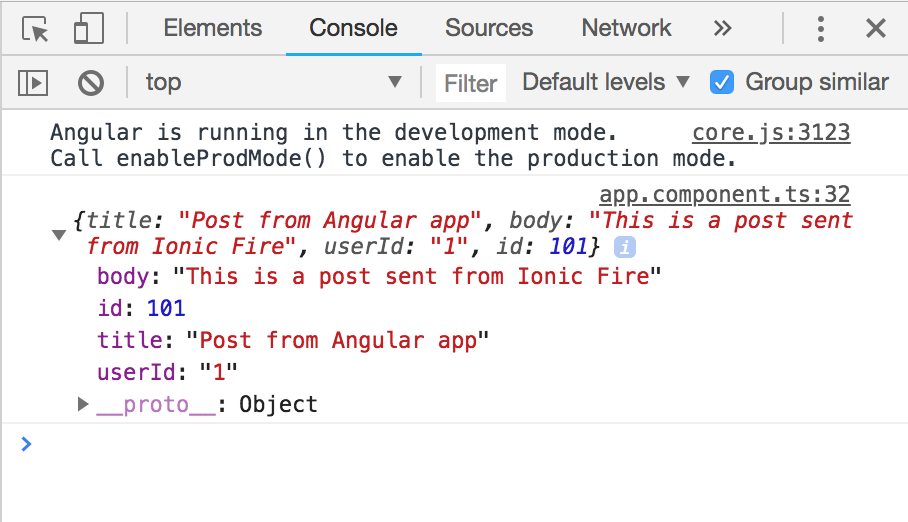 Elements Console Sources Network »
top Filter Default levels Group similar
Angular is running in the development mode. core.js:3123
Call enableProdMode() to enable the production mode.
app.component.ts:32
{title: "Post from Angular app", body: "This is a post sent
from Ionic Fire", userId: "1", id: 101} i
body: "This is a post sent from Ionic Fire"
id: 101
title: "Post from Angular app"
userId: "1"
__proto__: Object